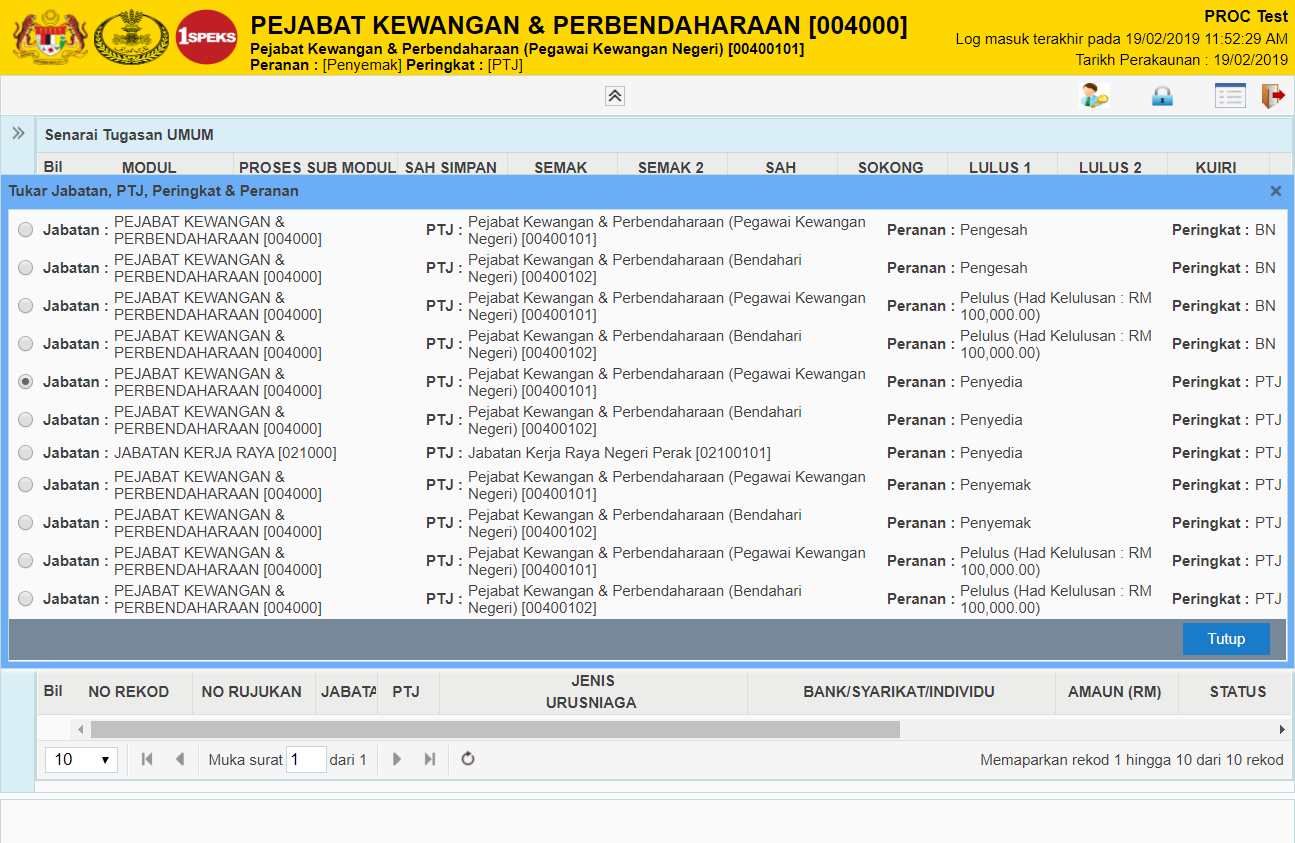 1SPEKS
PEJABAT KEWANGAN & PERBENDAHARAAN [004000]
Pejabat Kewangan & Perbendaharaan (Pegawai Kewangan Negeri) [00400101]
Peranan : [Penyemak] Peringkat : [PTJ]
PROC Test
Log masuk terakhir pada 19/02/2019 11:52:29 AM
Tarikh Perakaunan : 19/02/2019
Senarai Tugasan UMUM
Bil MODUL PROSES SUB MODUL SAH SIMPAN SEMAK SEMAK 2 SAH SOKONG LULUS 1 LULUS 2 KUIRI
Tukar Jabatan, PTJ, Peringkat & Peranan
Jabatan : PEJABAT KEWANGAN & PERBENDAHARAAN [004000] PTJ : Pejabat Kewangan & Perbendaharaan (Pegawai Kewangan Negeri) [00400101] Peranan : Pengesah Peringkat : BN
Jabatan : PEJABAT KEWANGAN & PERBENDAHARAAN [004000] PTJ : Pejabat Kewangan & Perbendaharaan (Bendahari Negeri) [00400102] Peranan : Pengesah Peringkat : BN
Jabatan : PEJABAT KEWANGAN & PERBENDAHARAAN [004000] PTJ : Pejabat Kewangan & Perbendaharaan (Pegawai Kewangan Negeri) [00400101] Peranan : Pelulus (Had Kelulusan : RM 100,000.00) Peringkat : BN
Jabatan : PEJABAT KEWANGAN & PERBENDAHARAAN [004000] PTJ : Pejabat Kewangan & Perbendaharaan (Bendahari Negeri) [00400102] Peranan : Pelulus (Had Kelulusan : RM 100,000.00) Peringkat : BN
Jabatan : PEJABAT KEWANGAN & PERBENDAHARAAN [004000] PTJ : Pejabat Kewangan & Perbendaharaan (Pegawai Kewangan Negeri) [00400101] Peranan : Penyedia Peringkat : PTJ
Jabatan : PEJABAT KEWANGAN & PERBENDAHARAAN [004000] PTJ : Pejabat Kewangan & Perbendaharaan (Bendahari Negeri) [00400102] Peranan : Penyedia Peringkat : PTJ
Jabatan : JABATAN KERJA RAYA [021000] PTJ : Jabatan Kerja Raya Negeri Perak [02100101] Peranan : Penyedia Peringkat : PTJ
Jabatan : PEJABAT KEWANGAN & PERBENDAHARAAN [004000] PTJ : Pejabat Kewangan & Perbendaharaan (Pegawai Kewangan Negeri) [00400101] Peranan : Penyemak Peringkat : PTJ
Jabatan : PEJABAT KEWANGAN & PERBENDAHARAAN [004000] PTJ : Pejabat Kewangan & Perbendaharaan (Bendahari Negeri) [00400102] Peranan : Penyemak Peringkat : PTJ
Jabatan : PEJABAT KEWANGAN & PERBENDAHARAAN [004000] PTJ : Pejabat Kewangan & Perbendaharaan (Pegawai Kewangan Negeri) [00400101] Peranan : Pelulus (Had Kelulusan : RM 100,000.00) Peringkat : PTJ
Jabatan : PEJABAT KEWANGAN & PERBENDAHARAAN [004000] PTJ : Pejabat Kewangan & Perbendaharaan (Bendahari Negeri) [00400102] Peranan : Pelulus (Had Kelulusan : RM 100,000.00) Peringkat : PTJ
Tutup
Bil NO REKOD NO RUJUKAN JABATA PTJ JENIS URUSNIAGA BANK/SYARIKAT/INDIVIDU AMAUN (RM) STATUS
10 Muka surat 1 dari 1 Memaparkan rekod 1 hingga 10 dari 10 rekod